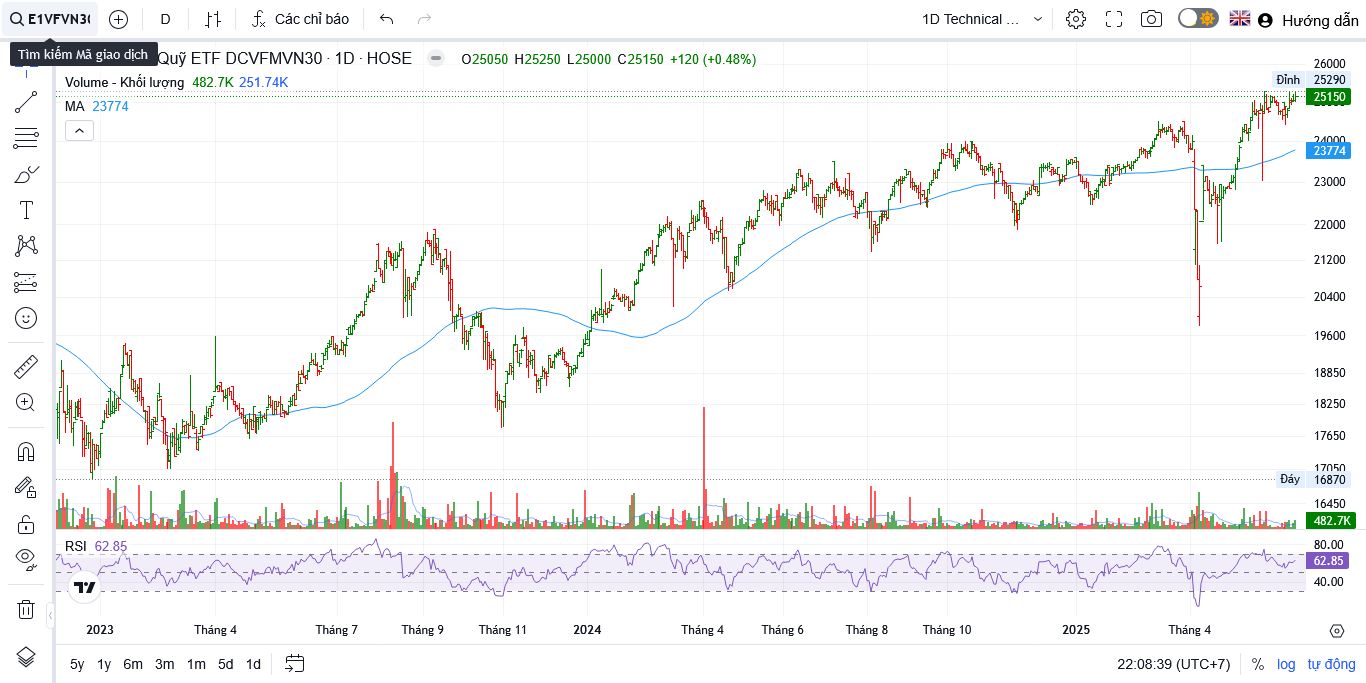 E1VFVN30
D
Các chỉ báo
1D Technical ...
Hướng dẫn
Tìm kiếm Mã giao dịch
Quỹ ETF DCVFMVN30 · 1D · HOSE
O25050 H25250 L25000 C25150 +120 (+0.48%)
Volume - Khối lượng 482.7K 251.74K
MA 23774
26000
Đỉnh 25290
25150
24000
23774
23000
22000
21200
20400
19600
18850
18250
17650
17050
Đáy 16870
16450
482.7K
RSI 62.85
80.00
62.85
40.00
2023 Tháng 4 Tháng 7 Tháng 9 Tháng 11 2024 Tháng 4 Tháng 6 Tháng 8 Tháng 10 2025 Tháng 4
5y 1y 6m 3m 1m 5d 1d
22:08:39 (UTC+7) % log tự động